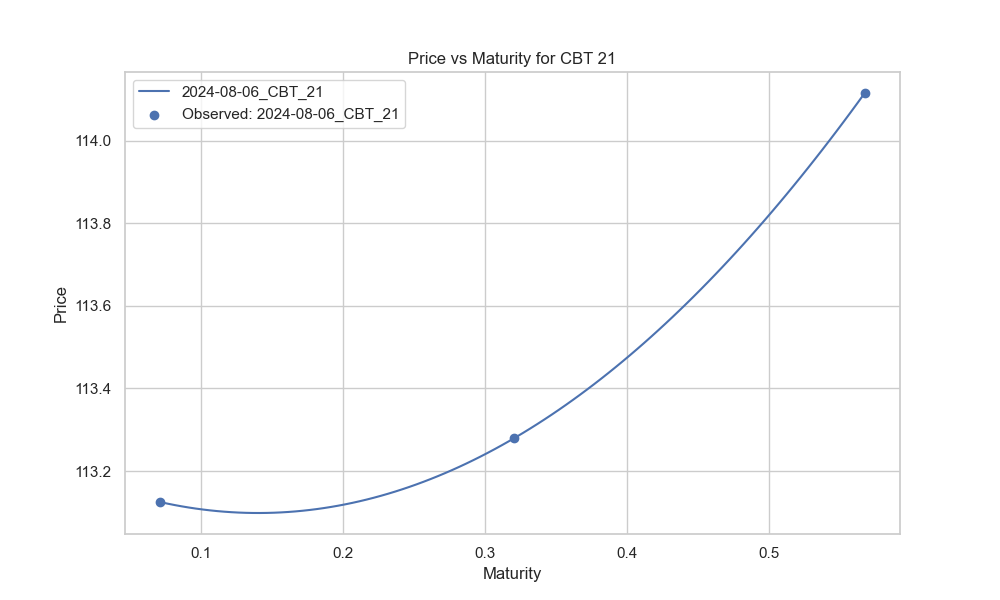 Price vs Maturity for CBT 21
2024-08-06_CBT_21
Observed: 2024-08-06_CBT_21
Price
114.0
113.8
113.6
113.4
113.2
0.1
0.2
0.3
0.4
0.5
Maturity